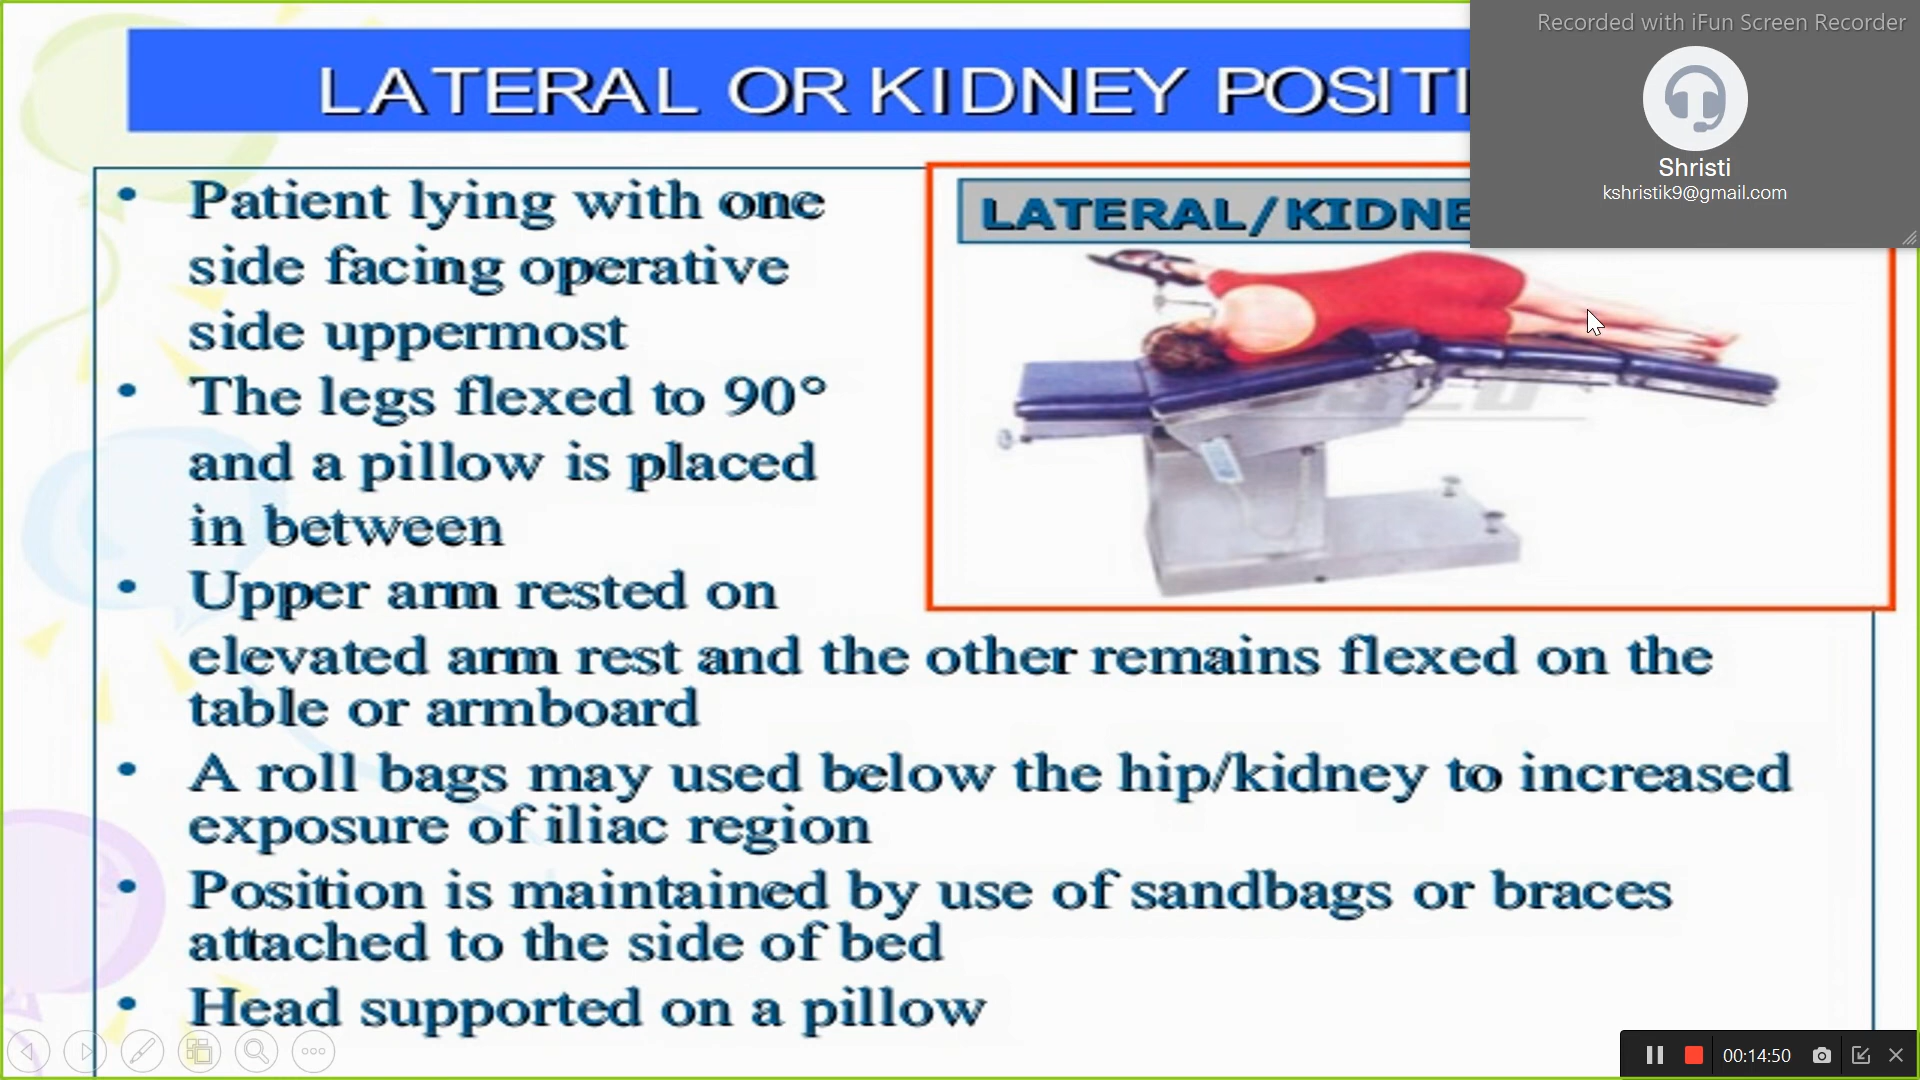 Recorded with iFun Screen Recorder
LATERAL OR KIDNEY POSITI
Shristi
kshristik9@gmail.com
• Patient lying with one
side facing operative
side uppermost
• The legs flexed to 90°
and a pillow is placed
in between
• Upper arm rested on
elevated arm rest and the other remains flexed on the
table or armboard
• A roll bags may used below the hip/kidney to increased
exposure of iliac region
• Position is maintained by use of sandbags or braces
attached to the side of bed
• Head supported on a pillow
LATERAL/KIDNE
00:14:50